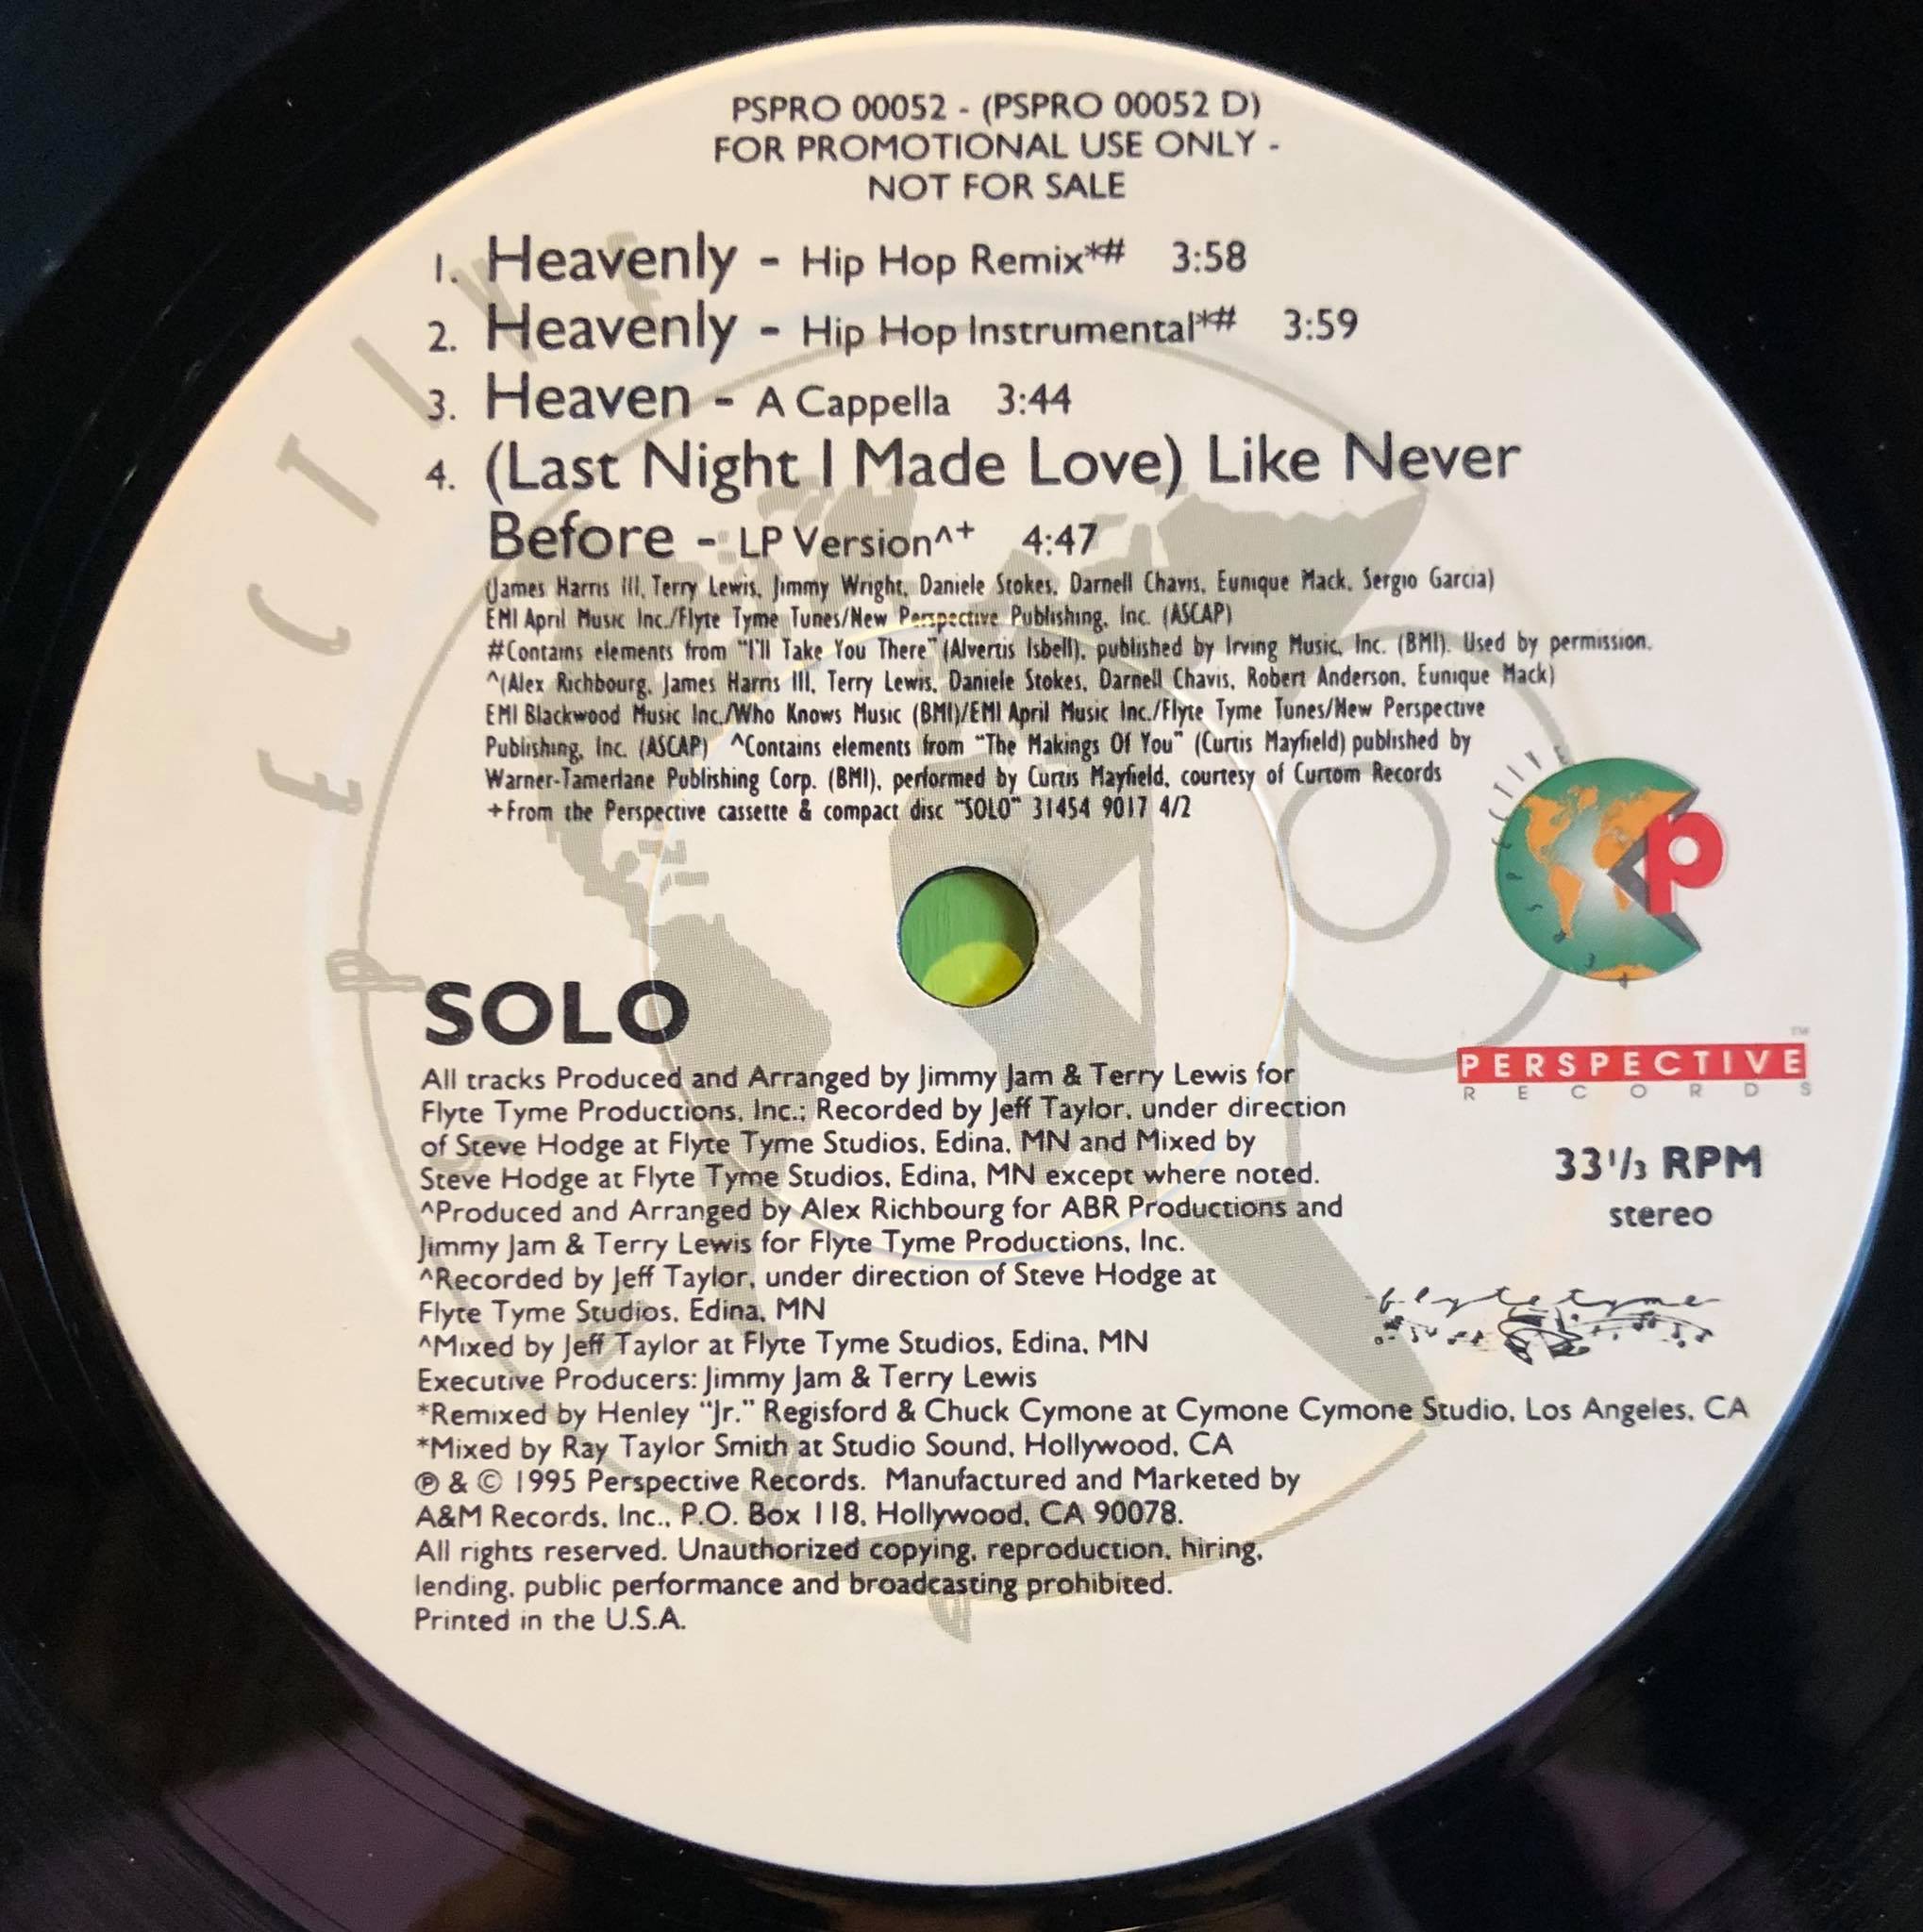 PSPRO 00052 - (PSPRO 00052 D)
FOR PROMOTIONAL USE ONLY -
NOT FOR SALE
1. Heavenly - Hip Hop Remix*# 3:58
2. Heavenly - Hip Hop Instrumental*# 3:59
3. Heaven - A Cappella 3:44
4. (Last Night I Made Love) Like Never
Before - LP Version^+ 4:47
(James Harris III, Terry Lewis, Jimmy Wright, Daniele Stokes, Darnell Chavis, Eunique Mack, Sergio Garcia)
EMI April Music Inc./Flyte Tyme Tunes/New Perspective Publishing, Inc. (ASCAP)
#Contains elements from "I'll Take You There" (Alvertis Isbell), published by Irving Music, Inc. (BMI). Used by permission.
^(Alex Richbourg, James Harris III, Terry Lewis, Daniele Stokes, Darnell Chavis, Robert Anderson, Eunique Mack)
EMI Blackwood Music Inc./Who Knows Music (BMI)/EMI April Music Inc./Flyte Tyme Tunes/New Perspective
Publishing, Inc. (ASCAP) ^Contains elements from "The Makings Of You" (Curtis Mayfield) published by
Warner-Tamerlane Publishing Corp. (BMI), performed by Curtis Mayfield, courtesy of Curtom Records
+From the Perspective cassette & compact disc "SOLO" 31454 9017 4/2
P
SOLO
PERSPECTIVE TM
RECORDS
33 1/3 RPM
stereo
flyte tyme
All tracks Produced and Arranged by Jimmy Jam & Terry Lewis for
Flyte Tyme Productions, Inc.; Recorded by Jeff Taylor, under direction
of Steve Hodge at Flyte Tyme Studios, Edina, MN and Mixed by
Steve Hodge at Flyte Tyme Studios, Edina, MN except where noted.
^Produced and Arranged by Alex Richbourg for ABR Productions and
Jimmy Jam & Terry Lewis for Flyte Tyme Productions, Inc.
^Recorded by Jeff Taylor, under direction of Steve Hodge at
Flyte Tyme Studios, Edina, MN
^Mixed by Jeff Taylor at Flyte Tyme Studios, Edina, MN
Executive Producers: Jimmy Jam & Terry Lewis
*Remixed by Henley "Jr." Regisford & Chuck Cymone at Cymone Cymone Studio, Los Angeles, CA
*Mixed by Ray Taylor Smith at Studio Sound, Hollywood, CA
℗ & © 1995 Perspective Records. Manufactured and Marketed by
A&M Records, Inc., P.O. Box 118, Hollywood, CA 90078.
All rights reserved. Unauthorized copying, reproduction, hiring,
lending, public performance and broadcasting prohibited.
Printed in the U.S.A.